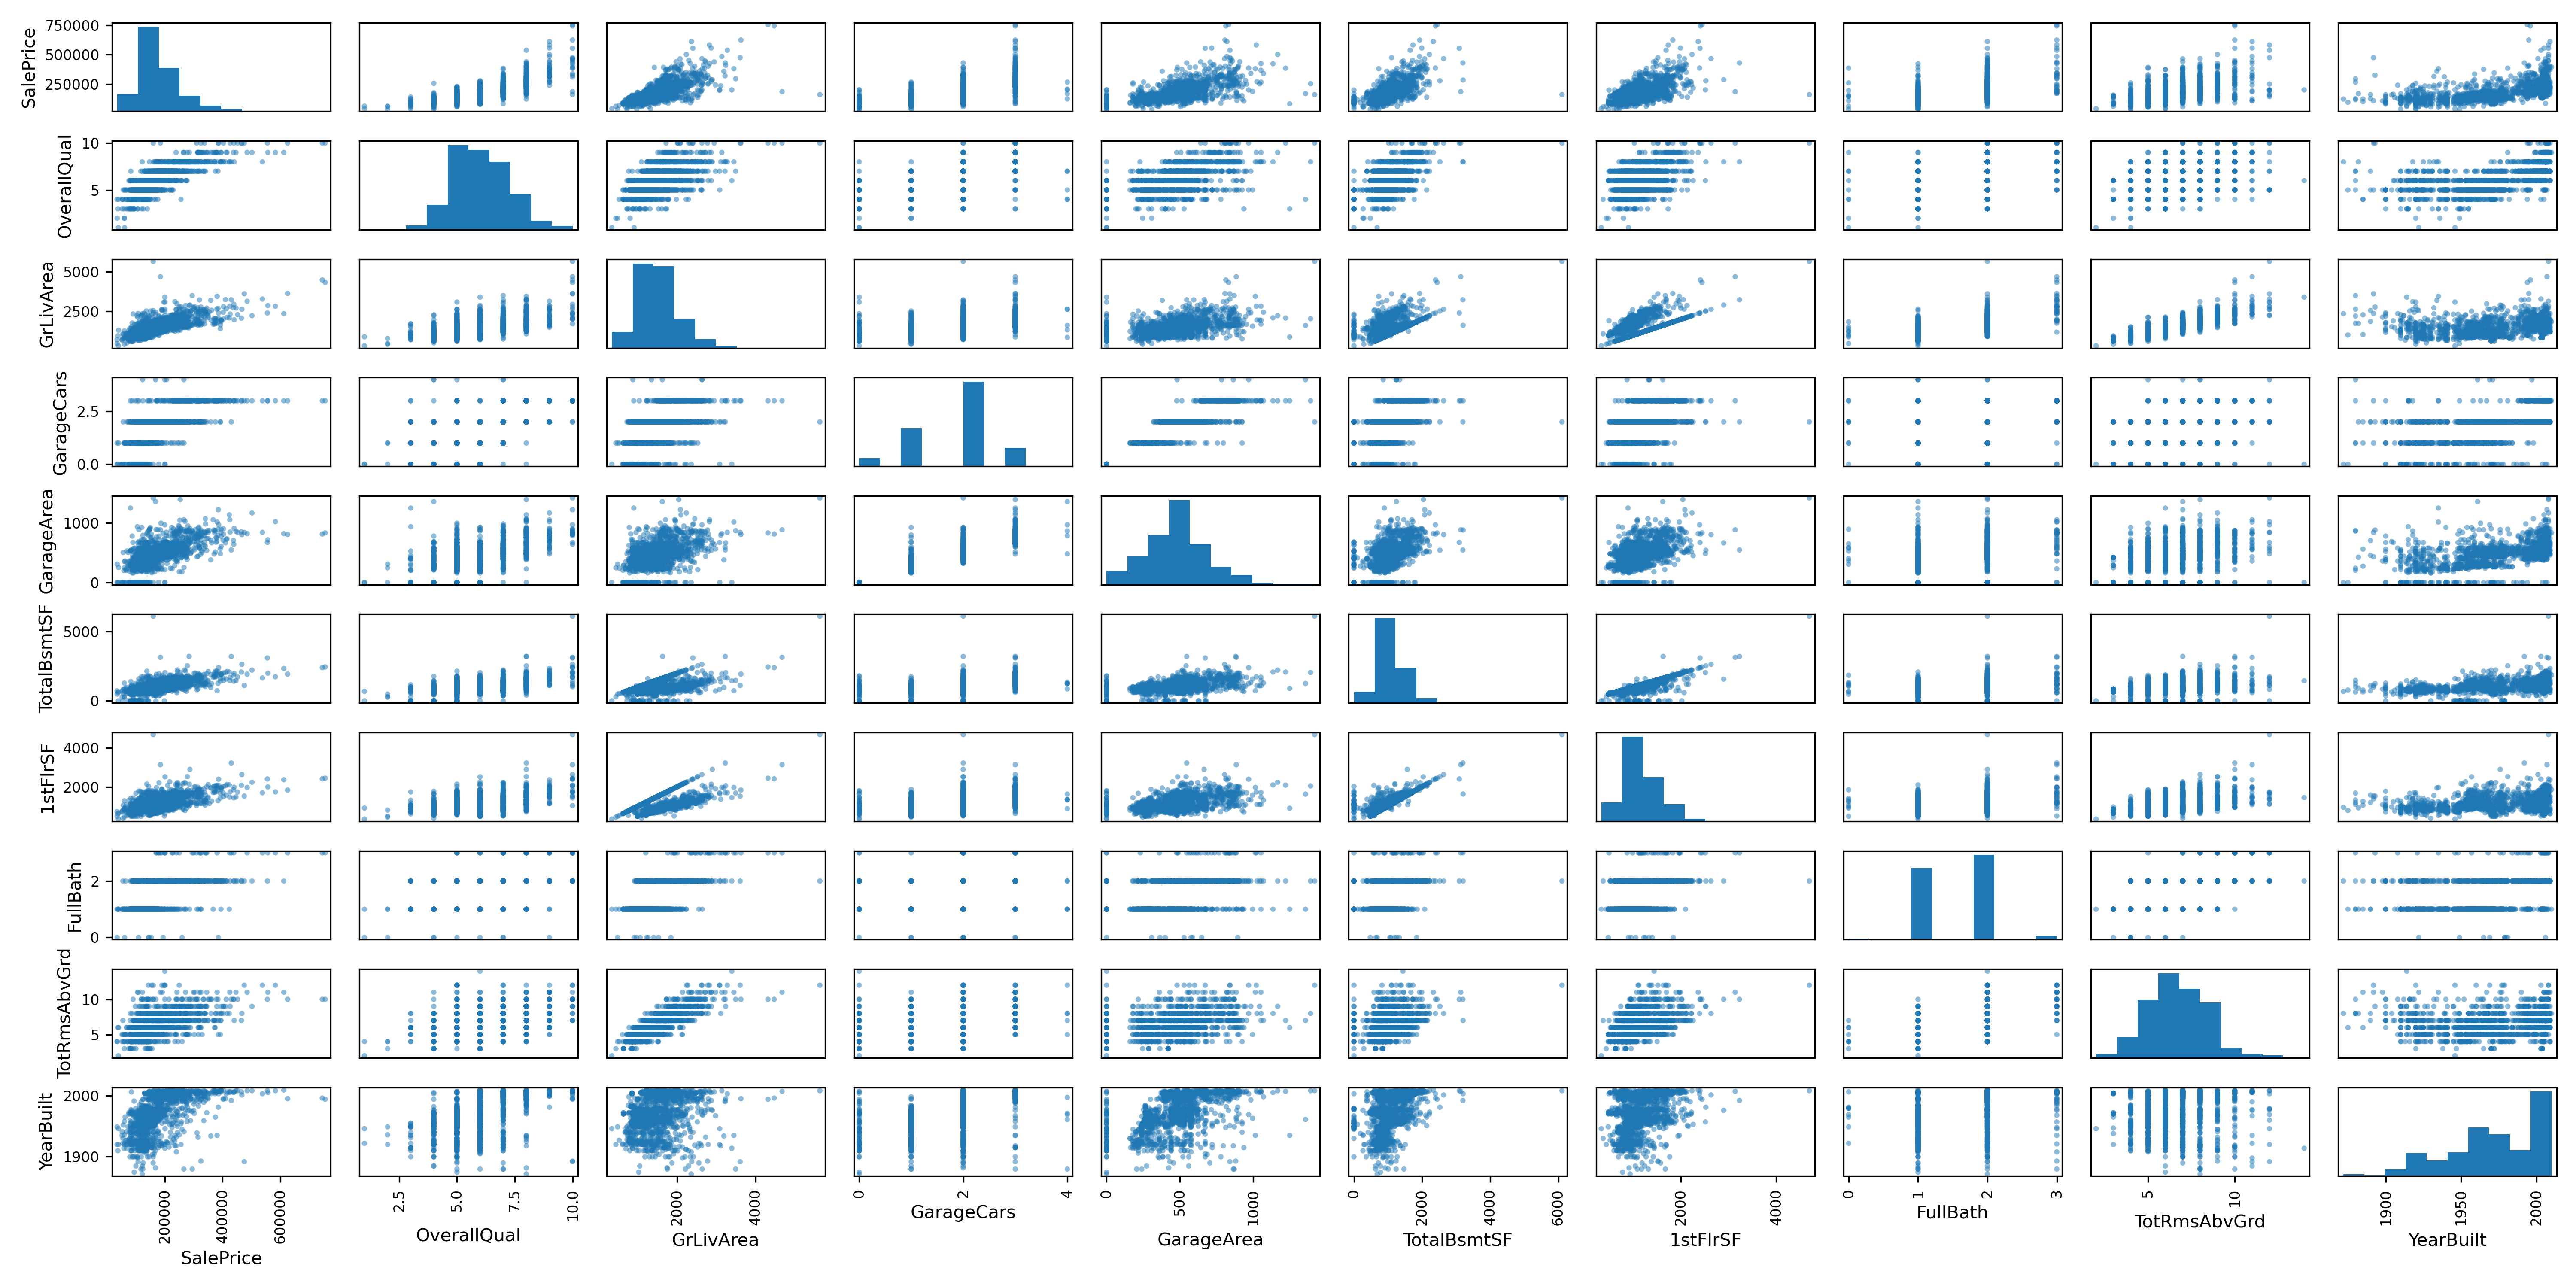 SalePrice
750000
500000
250000
OverallQual
10
5
GrLivArea
5000
2500
GarageCars
2.5
0.0
GarageArea
1000
0
TotalBsmtSF
5000
0
1stFlrSF
4000
2000
FullBath
2
0
TotRmsAbvGrd
10
5
YearBuilt
2000
1900
200000 400000 600000 2.5 5.0 7.5 10.0 2000 4000 0 2 4 0 500 1000 0 2000 4000 6000 2000 4000 0 1 2 3 5 10 1900 1950 2000
SalePrice OverallQual GrLivArea GarageCars GarageArea TotalBsmtSF 1stFlrSF FullBath TotRmsAbvGrd YearBuilt